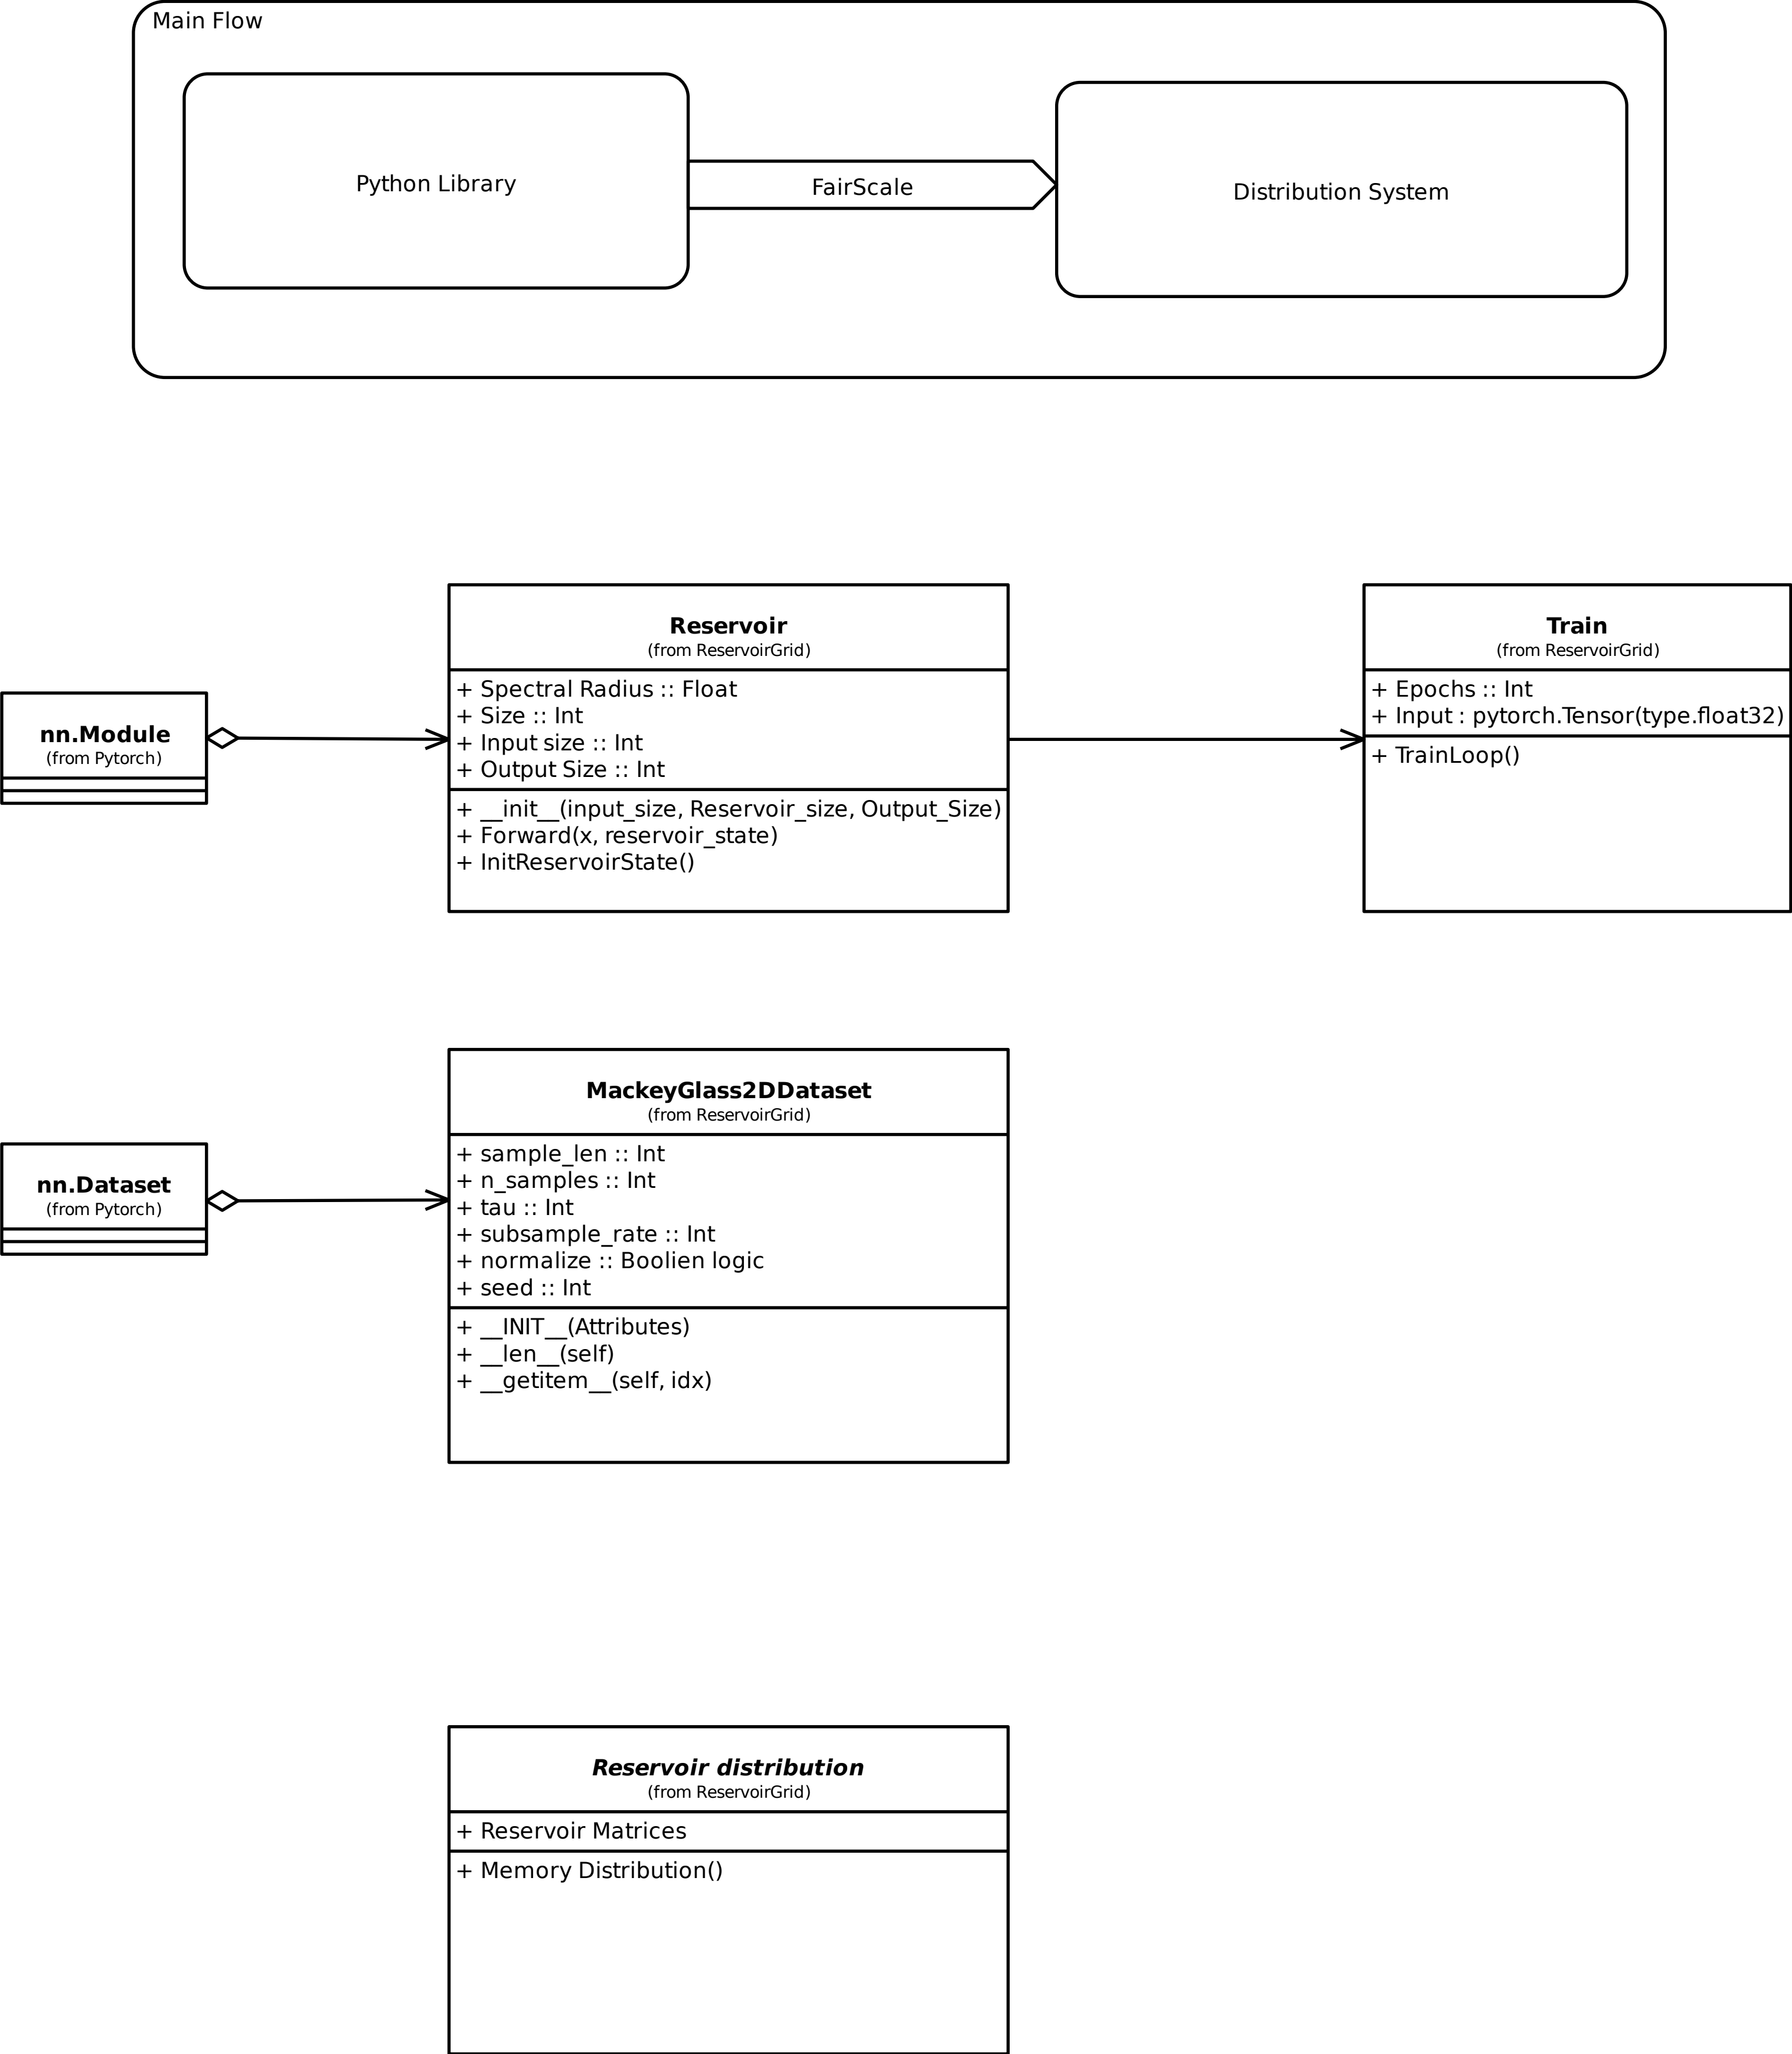 Main Flow
Python Library
FairScale
Distribution System
Reservoir
(from ReservoirGrid)
+ Spectral Radius :: Float
+ Size :: Int
+ Input size :: Int
+ Output Size :: Int
+ __init__(input_size, Reservoir_size, Output_Size)
+ Forward(x, reservoir_state)
+ InitReservoirState()
Train
(from ReservoirGrid)
+ Epochs :: Int
+ Input : pytorch.Tensor(type.float32)
+ TrainLoop()
nn.Module
(from Pytorch)
MackeyGlass2DDataset
(from ReservoirGrid)
+ sample_len :: Int
+ n_samples :: Int
+ tau :: Int
+ subsample_rate :: Int
+ normalize :: Boolien logic
+ seed :: Int
+ __INIT__(Attributes)
+ __len__(self)
+ __getitem__(self, idx)
nn.Dataset
(from Pytorch)
Reservoir distribution
(from ReservoirGrid)
+ Reservoir Matrices
+ Memory Distribution()